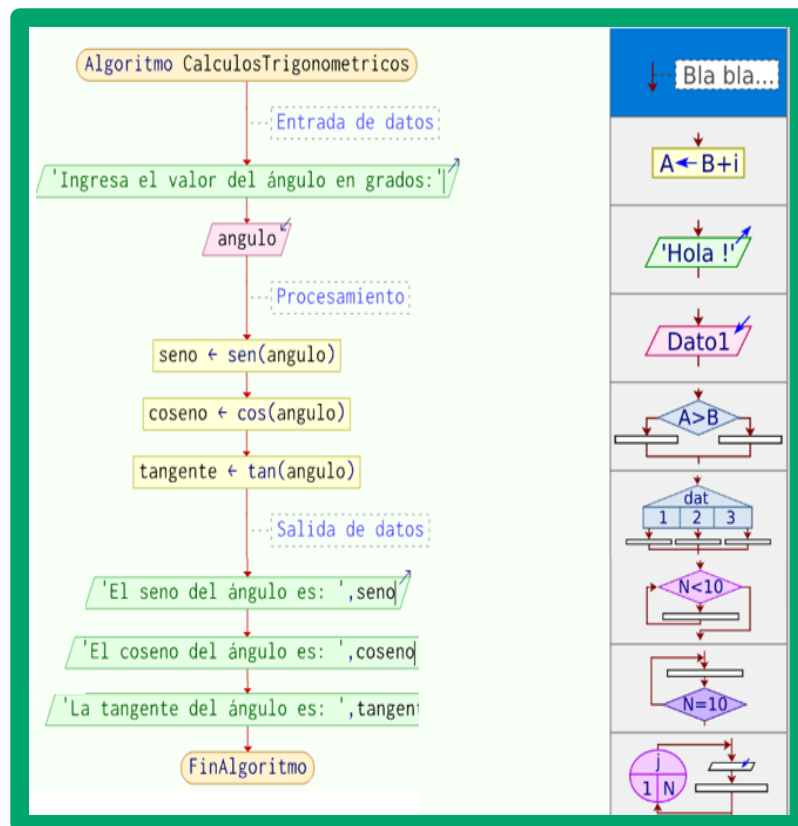 Algoritmo CalculosTrigonometricos
Entrada de datos
'Ingresa el valor del ángulo en grados:'
angulo
Procesamiento
seno ← sen(angulo)
coseno ← cos(angulo)
tangente ← tan(angulo)
Salida de datos
'El seno del ángulo es: ',seno
'El coseno del ángulo es: ',coseno
'La tangente del ángulo es: ',tangent
FinAlgoritmo
Bla bla...
A←B+i
'Hola !'
Dato1
A>B
dat
1 2 3
N<10
N=10
j
1 N